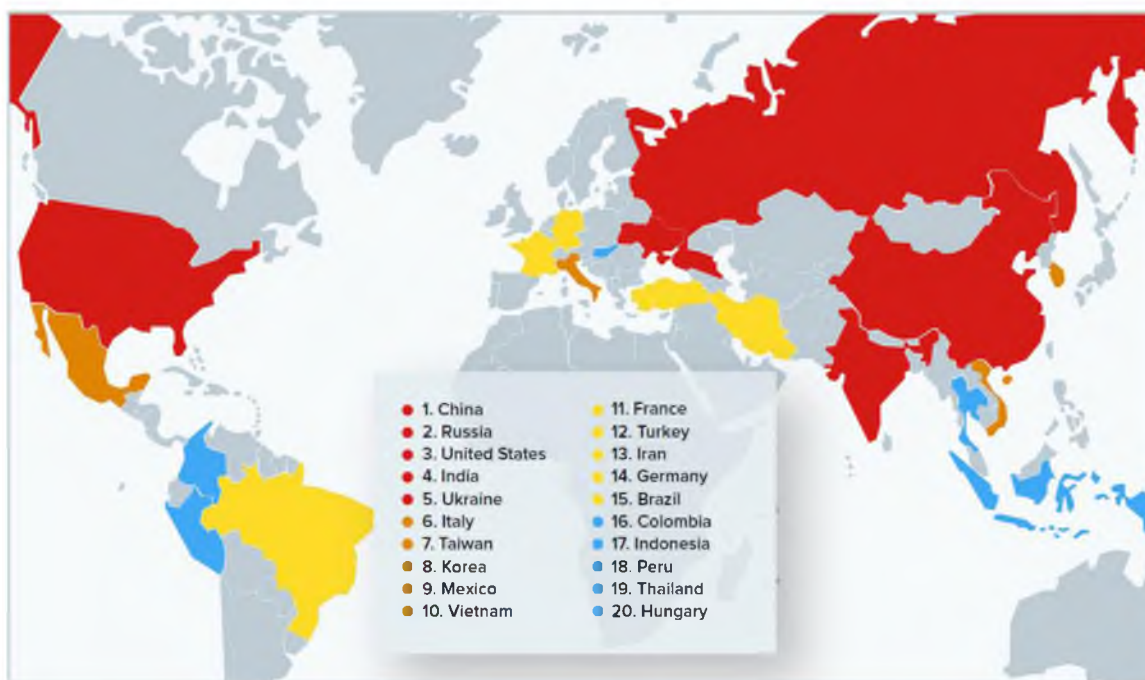 1. China
2. Russia
3. United States
4. India
5. Ukraine
6. Italy
7. Taiwan
8. Korea
9. Mexico
10. Vietnam
11. France
12. Turkey
13. Iran
14. Germany
15. Brazil
16. Colombia
17. Indonesia
18. Peru
19. Thailand
20. Hungary